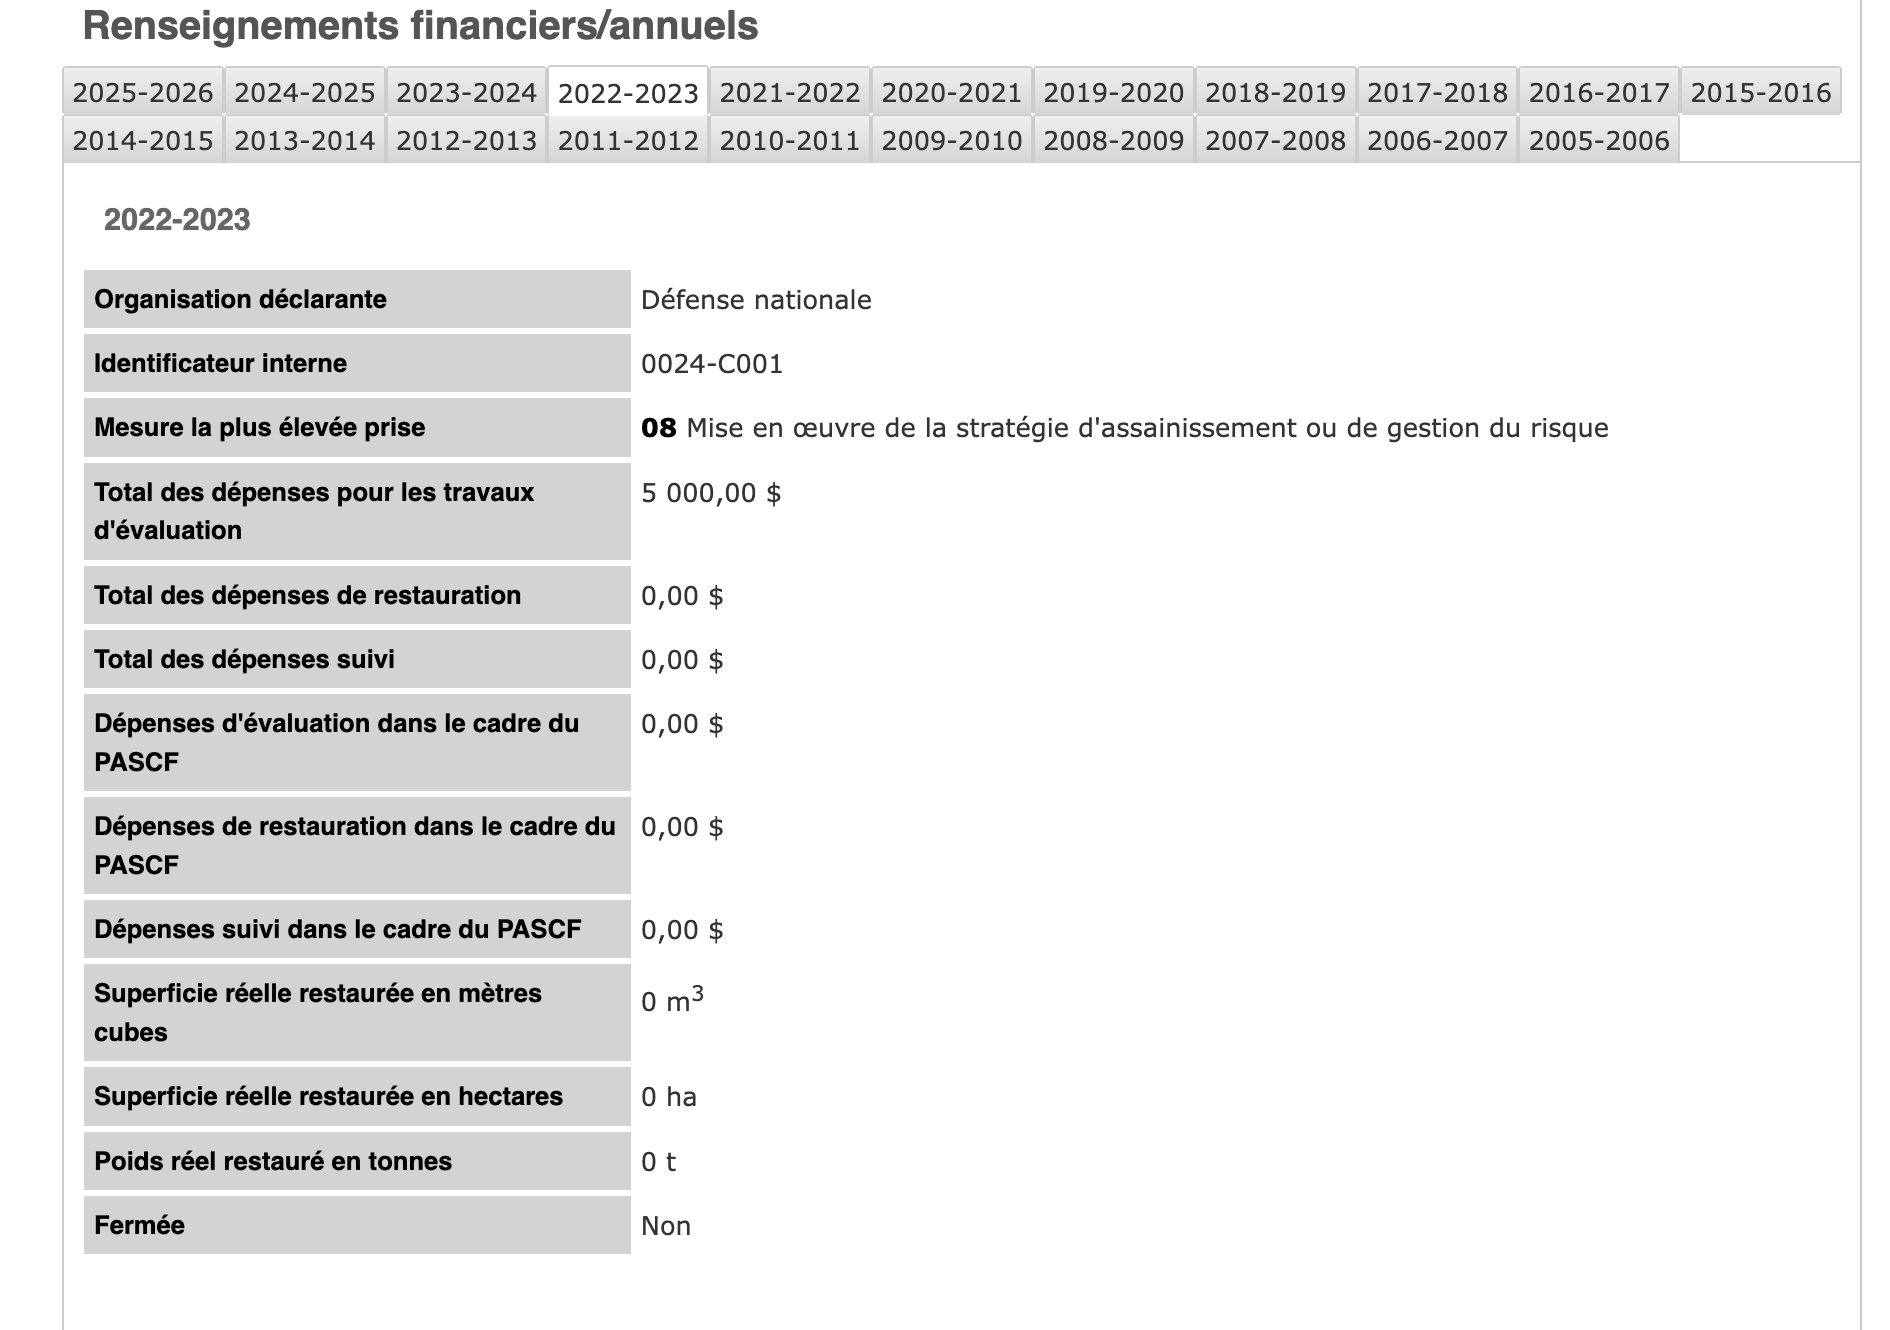 Renseignements financiers/annuels
2025-2026 2024-2025 2023-2024 2022-2023 2021-2022 2020-2021 2019-2020 2018-2019 2017-2018 2016-2017 2015-2016
2014-2015 2013-2014 2012-2013 2011-2012 2010-2011 2009-2010 2008-2009 2007-2008 2006-2007 2005-2006
2022-2023
Organisation déclarante Défense nationale
Identificateur interne 0024-C001
Mesure la plus élevée prise 08 Mise en œuvre de la stratégie d'assainissement ou de gestion du risque
Total des dépenses pour les travaux 5 000,00 $
d'évaluation
Total des dépenses de restauration 0,00 $
Total des dépenses suivi 0,00 $
Dépenses d'évaluation dans le cadre du 0,00 $
PASCF
Dépenses de restauration dans le cadre du 0,00 $
PASCF
Dépenses suivi dans le cadre du PASCF 0,00 $
Superficie réelle restaurée en mètres 0 m³
cubes
Superficie réelle restaurée en hectares 0 ha
Poids réel restauré en tonnes 0 t
Fermée Non